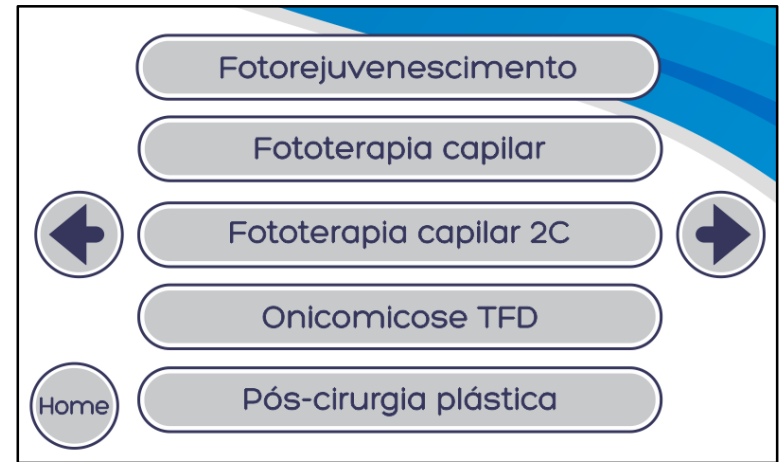 Fotorejuvenescimento
Fototerapia capilar
Fototerapia capilar 2C
Onicomicose TFD
Home
Pós-cirurgia plástica